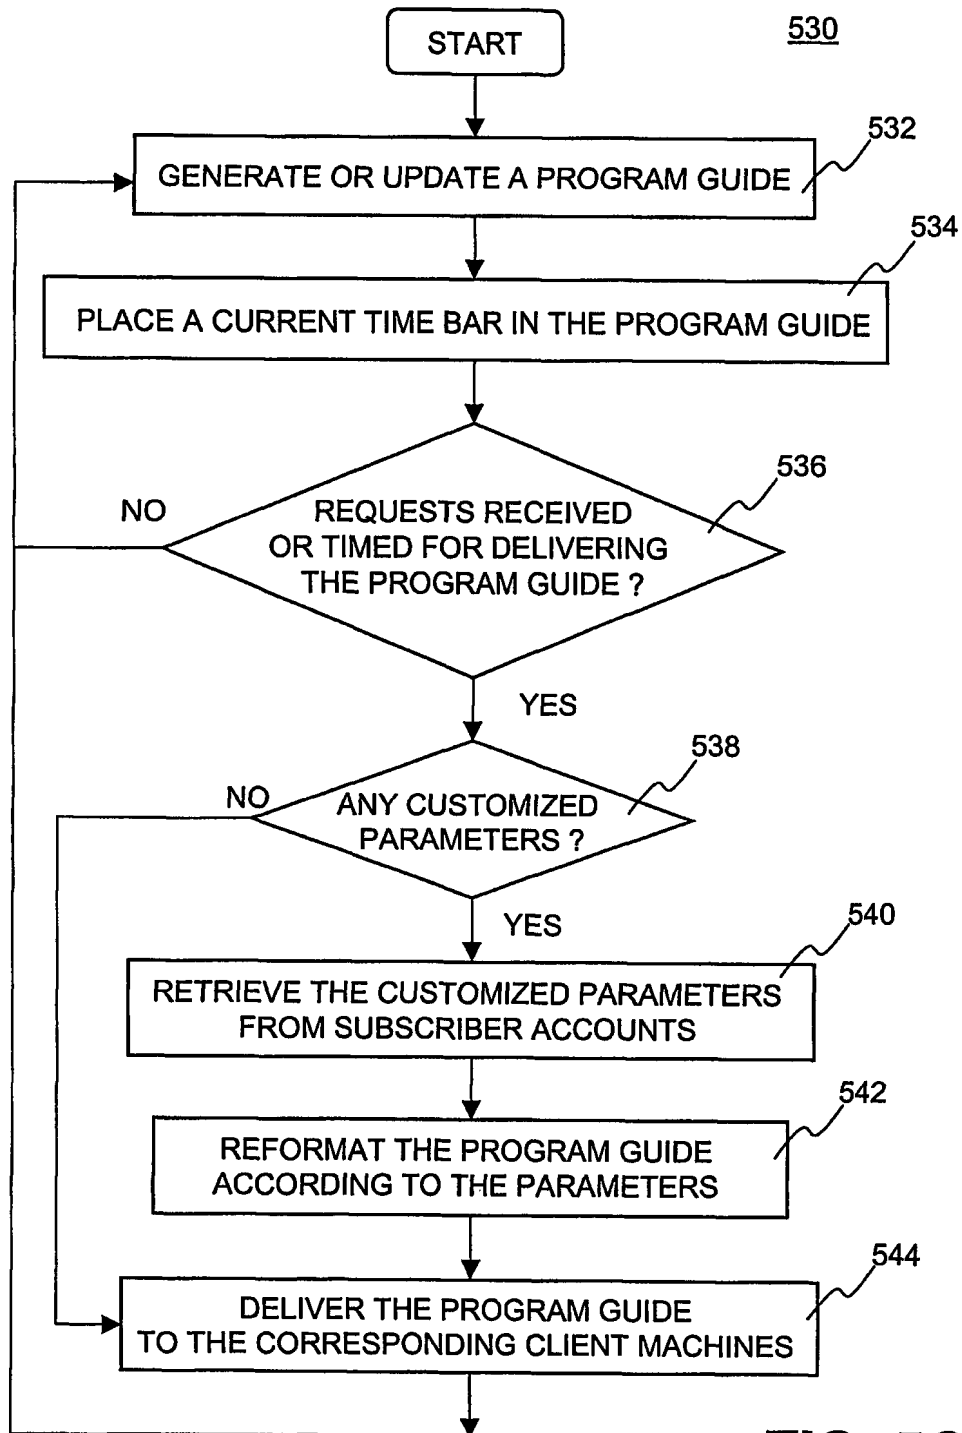 START
530
532
GENERATE OR UPDATE A PROGRAM GUIDE
534
PLACE A CURRENT TIME BAR IN THE PROGRAM GUIDE
536
NO
REQUESTS RECEIVED
OR TIMED FOR DELIVERING
THE PROGRAM GUIDE ?
YES
538
NO
ANY CUSTOMIZED
PARAMETERS ?
YES
540
RETRIEVE THE CUSTOMIZED PARAMETERS
FROM SUBSCRIBER ACCOUNTS
542
REFORMAT THE PROGRAM GUIDE
ACCORDING TO THE PARAMETERS
544
DELIVER THE PROGRAM GUIDE
TO THE CORRESPONDING CLIENT MACHINES